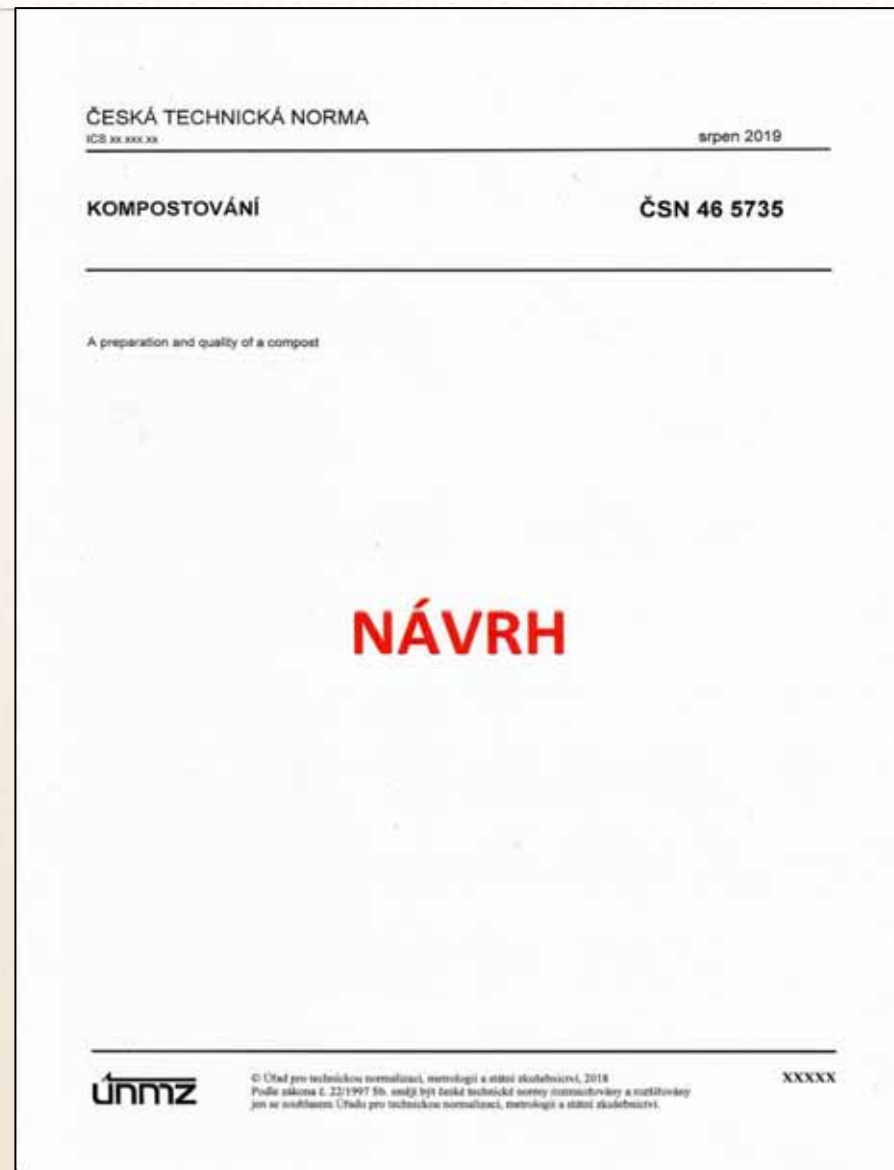 ČESKÁ TECHNICKÁ NORMA
ICS xx.xxx.xx
srpen 2019
KOMPOSTOVÁNÍ
ČSN 46 5735
A preparation and quality of a compost
NÁVRH
únmz
© Úřad pro technickou normalizaci, metrologii a státní zkušebnictví, 2018
Podle zákona č. 22/1997 Sb. smějí být české technické normy rozmnožovány a rozšiřovány
jen se souhlasem Úřadu pro technickou normalizaci, metrologii a státní zkušebnictví.
XXXXX